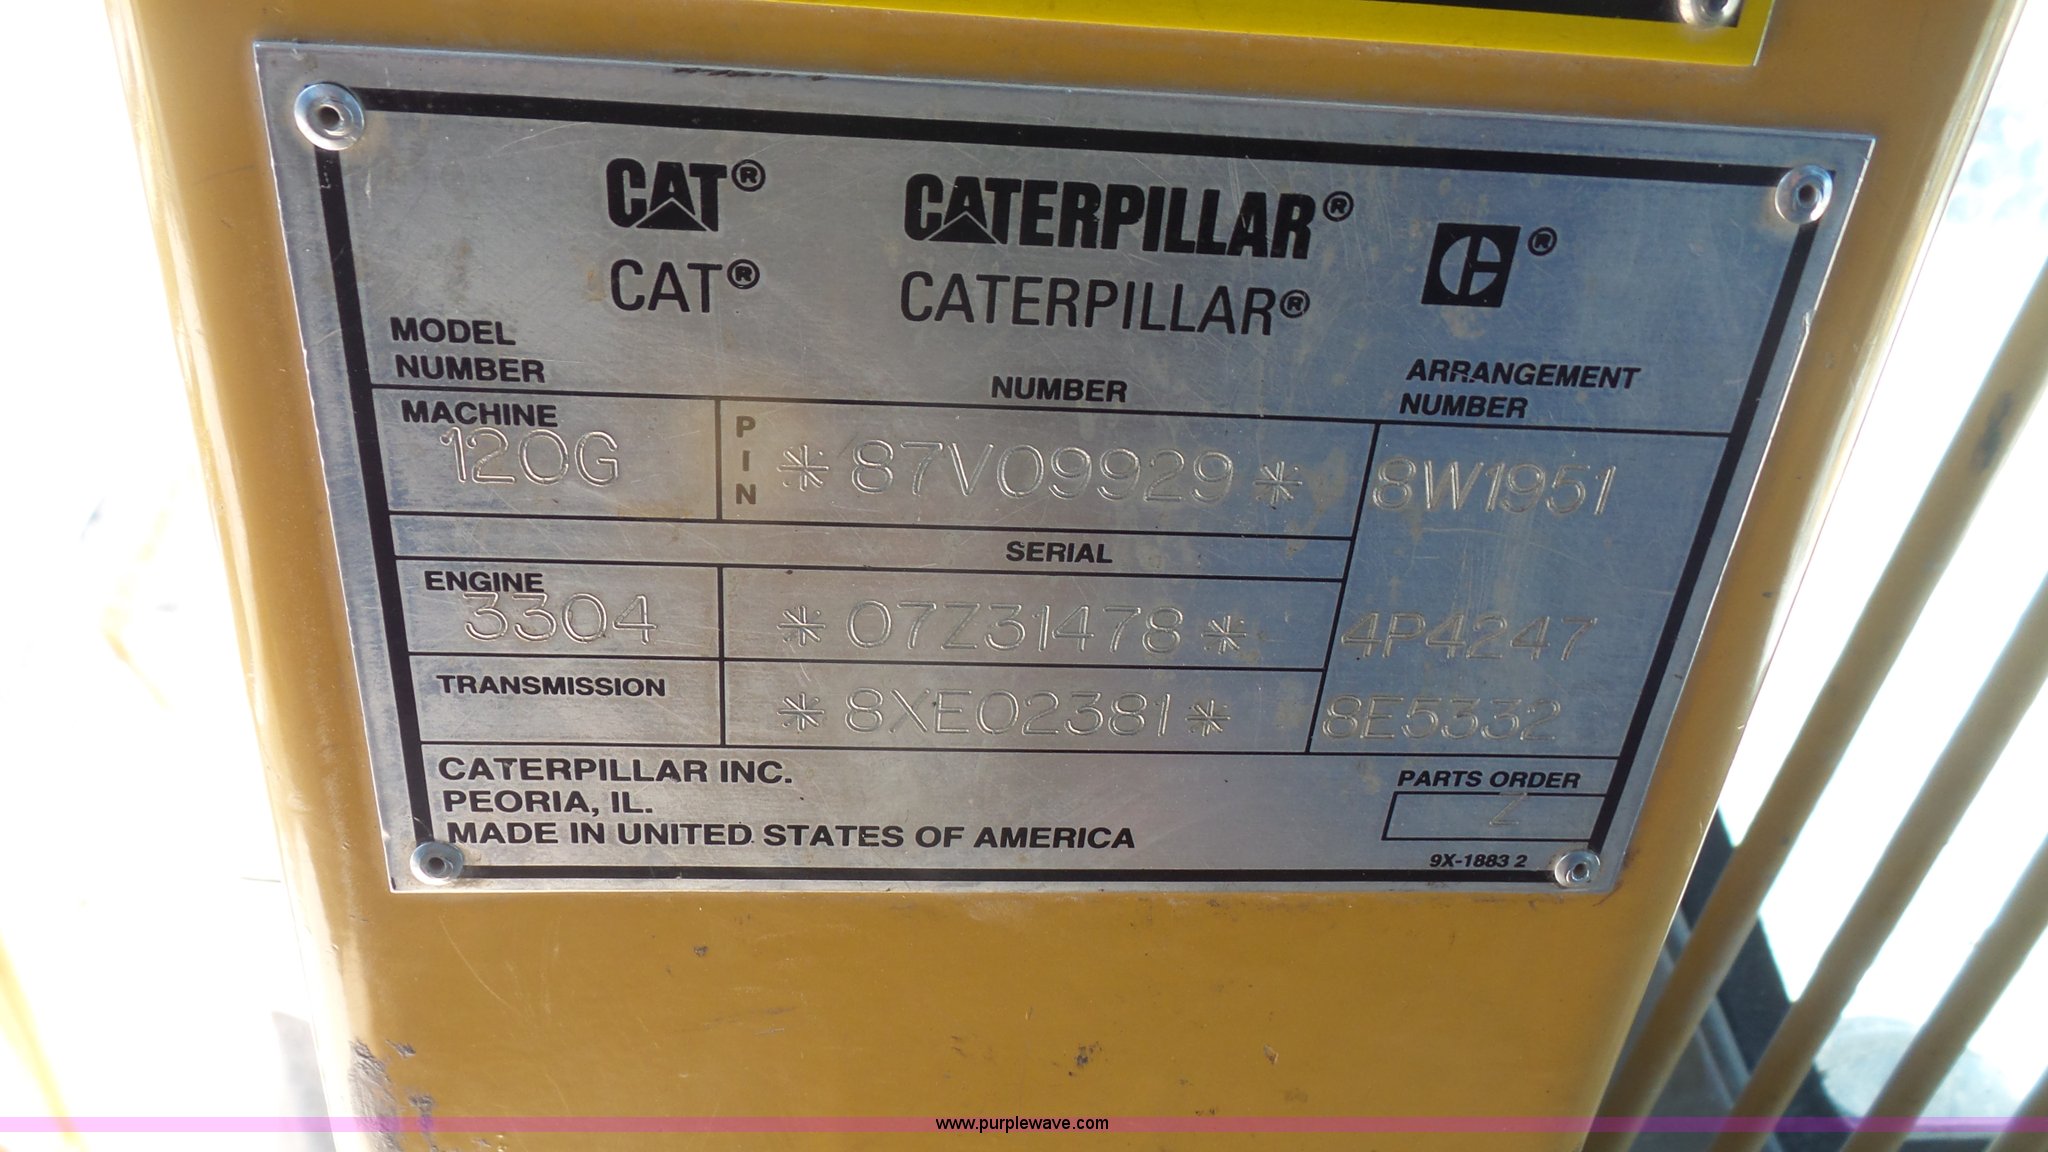 CAT® CATERPILLAR® ®
CAT® CATERPILLAR®
MODEL
NUMBER
NUMBER
ARRANGEMENT
NUMBER
MACHINE
120G
PIN
*87V09929*
8W1951
SERIAL
ENGINE
3304
*07Z31478*
4P4247
TRANSMISSION
*8XE02381*
8E5332
CATERPILLAR INC.
PEORIA, IL.
MADE IN UNITED STATES OF AMERICA
PARTS ORDER
Z
9X-1883 2
www.purplewave.com